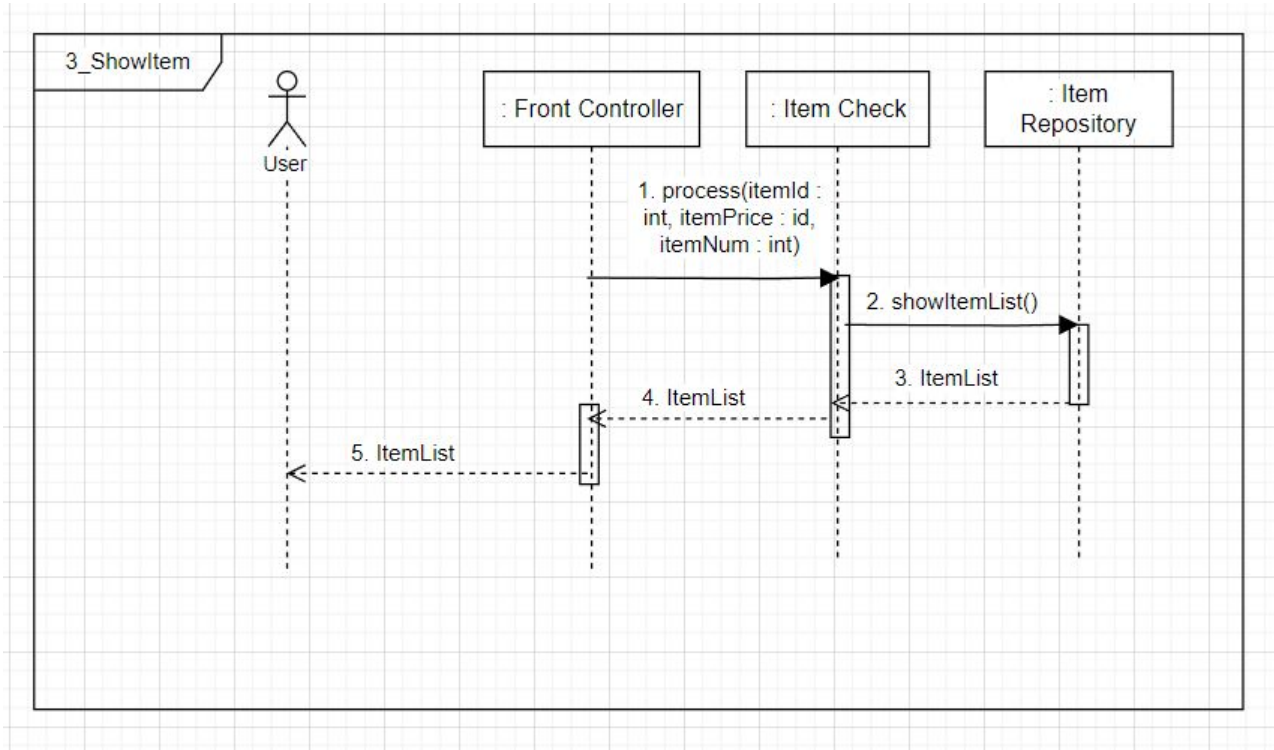 3_ShowItem
User
: Front Controller
: Item Check
: Item
Repository
1. process(itemId :
int, itemPrice : id,
itemNum : int)
2. showItemList()
3. ItemList
4. ItemList
5. ItemList